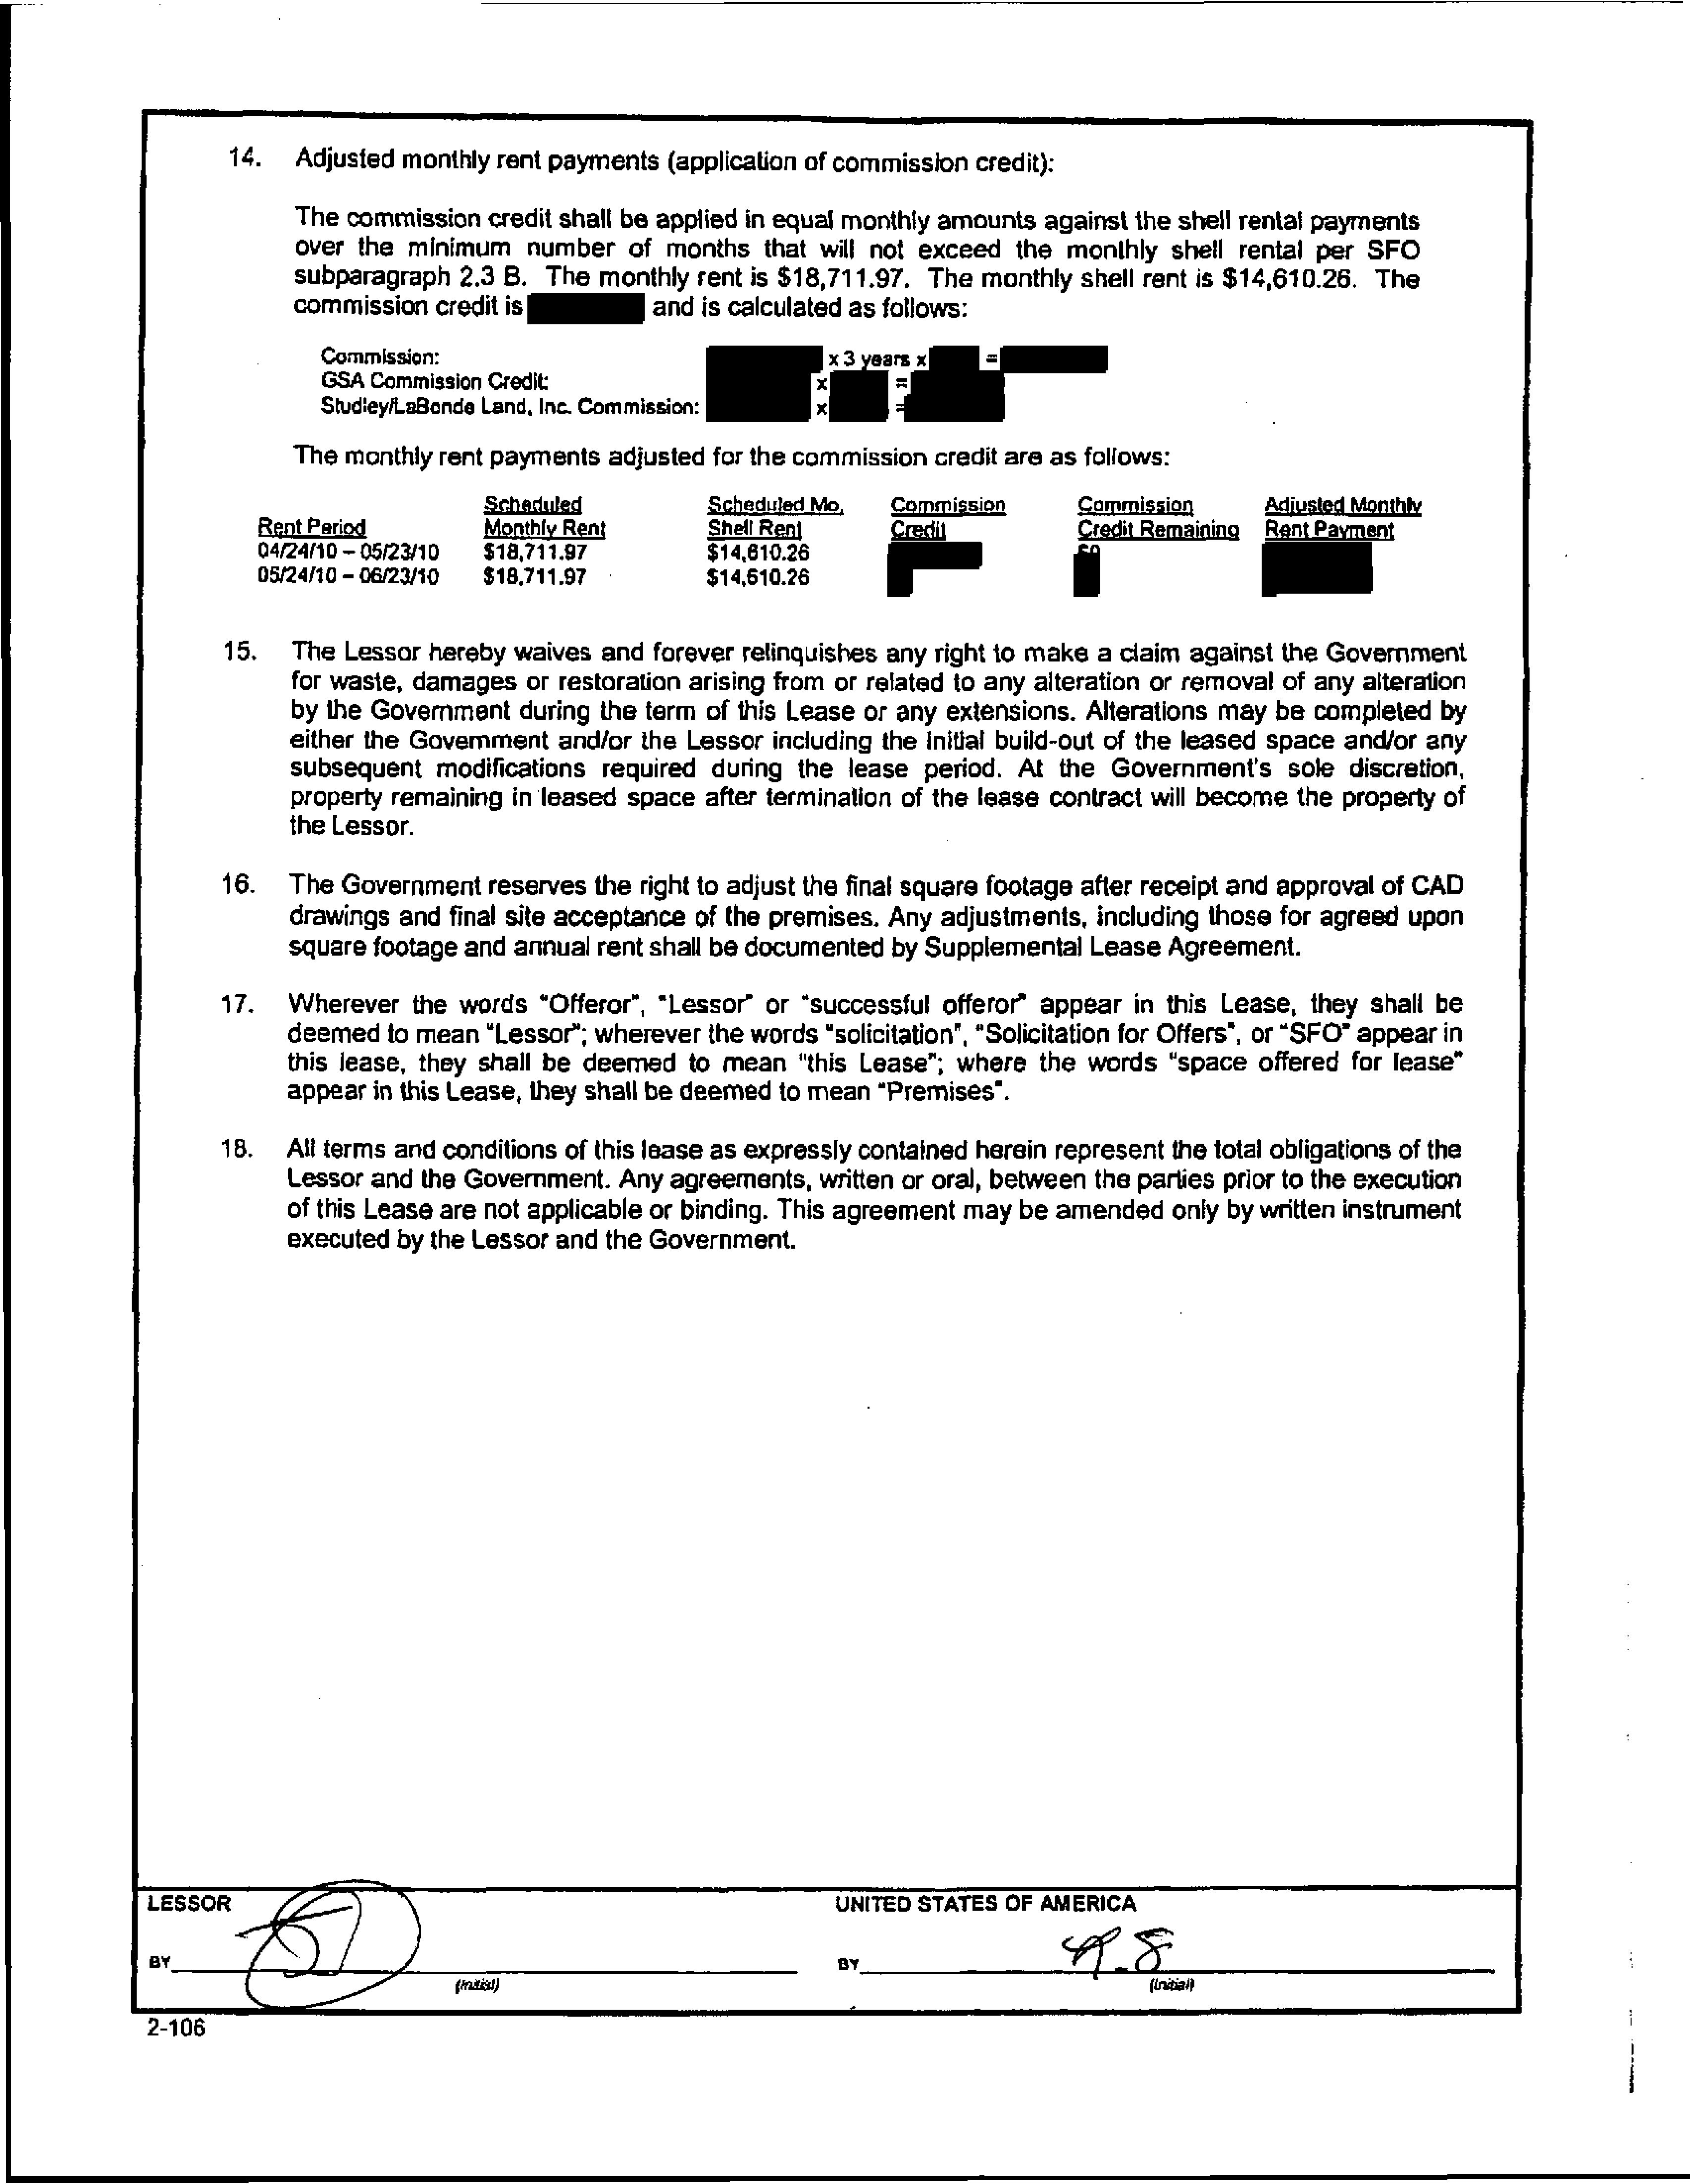 14. Adjusted monthly rent payments (application of commission credit):
The commission credit shall be applied in equal monthly amounts against the shell rental payments
over the minimum number of months that will not exceed the monthly shell rental per SFO
subparagraph 2.3 B. The monthly rent is $18,711.97. The monthly shell rent is $14,610.26. The
commission credit is and is calculated as follows:
Commission: x 3 years x =
GSA Commission Credit: x =
Studley/LaBonde Land, Inc. Commission: x =
The monthly rent payments adjusted for the commission credit are as follows:
Scheduled Scheduled Mo. Commission Commission Adjusted Monthly
Rent Period Monthly Rent Shell Rent Credit Credit Remaining Rent Payment
04/24/10 – 05/23/10 $18,711.97 $14,610.26
05/24/10 – 06/23/10 $18,711.97 $14,610.26
15. The Lessor hereby waives and forever relinquishes any right to make a claim against the Government
for waste, damages or restoration arising from or related to any alteration or removal of any alteration
by the Government during the term of this Lease or any extensions. Alterations may be completed by
either the Government and/or the Lessor including the initial build-out of the leased space and/or any
subsequent modifications required during the lease period. At the Government's sole discretion,
property remaining in leased space after termination of the lease contract will become the property of
the Lessor.
16. The Government reserves the right to adjust the final square footage after receipt and approval of CAD
drawings and final site acceptance of the premises. Any adjustments, including those for agreed upon
square footage and annual rent shall be documented by Supplemental Lease Agreement.
17. Wherever the words "Offeror", "Lessor" or "successful offeror" appear in this Lease, they shall be
deemed to mean "Lessor"; wherever the words "solicitation", "Solicitation for Offers", or "SFO" appear in
this lease, they shall be deemed to mean "this Lease"; where the words "space offered for lease"
appear in this Lease, they shall be deemed to mean "Premises".
18. All terms and conditions of this lease as expressly contained herein represent the total obligations of the
Lessor and the Government. Any agreements, written or oral, between the parties prior to the execution
of this Lease are not applicable or binding. This agreement may be amended only by written instrument
executed by the Lessor and the Government.
LESSOR UNITED STATES OF AMERICA
BY BY
(Initial) (Initial)
2-106